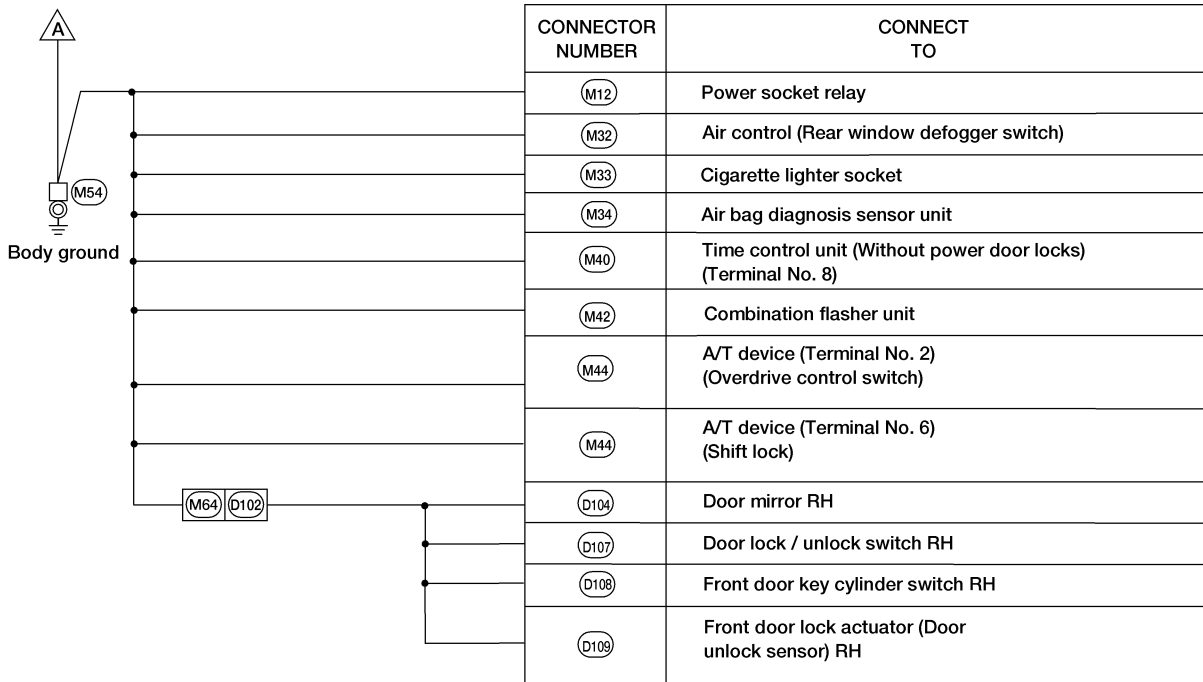 A
M54
Body ground
M64 D102
CONNECTOR
NUMBER
CONNECT
TO
M12 Power socket relay
M32 Air control (Rear window defogger switch)
M33 Cigarette lighter socket
M34 Air bag diagnosis sensor unit
M40 Time control unit (Without power door locks)
(Terminal No. 8)
M42 Combination flasher unit
M44 A/T device (Terminal No. 2)
(Overdrive control switch)
M44 A/T device (Terminal No. 6)
(Shift lock)
D104 Door mirror RH
D107 Door lock / unlock switch RH
D108 Front door key cylinder switch RH
D109 Front door lock actuator (Door
unlock sensor) RH